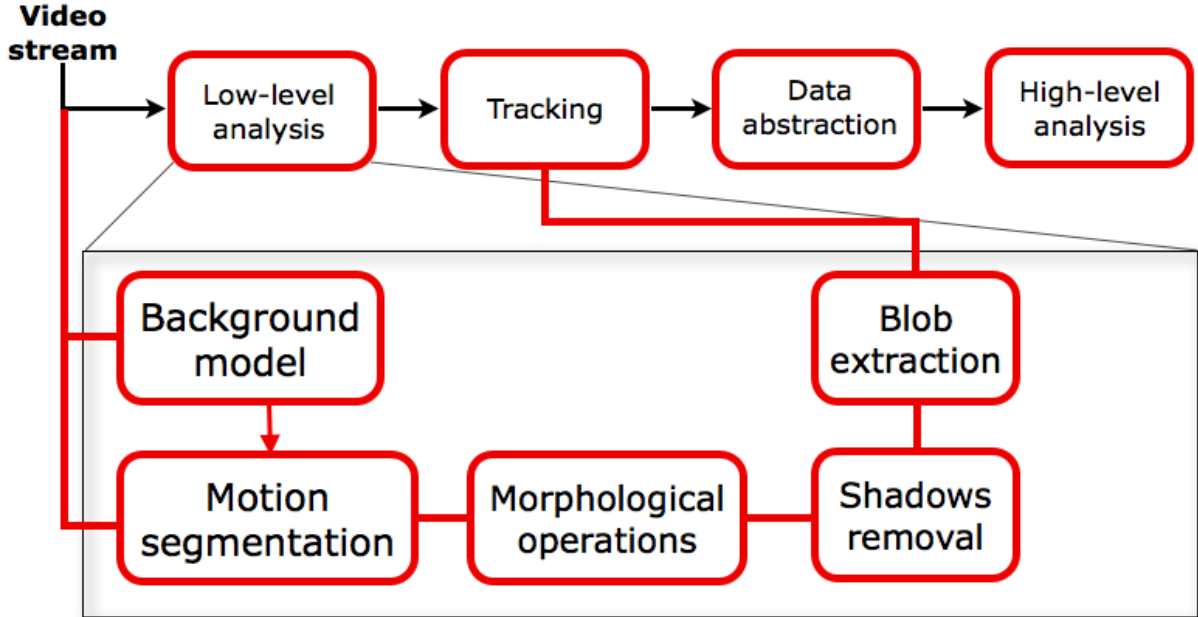 Video
stream
Low-level
analysis
Tracking
Data
abstraction
High-level
analysis
Background
model
Blob
extraction
Motion
segmentation
Morphological
operations
Shadows
removal